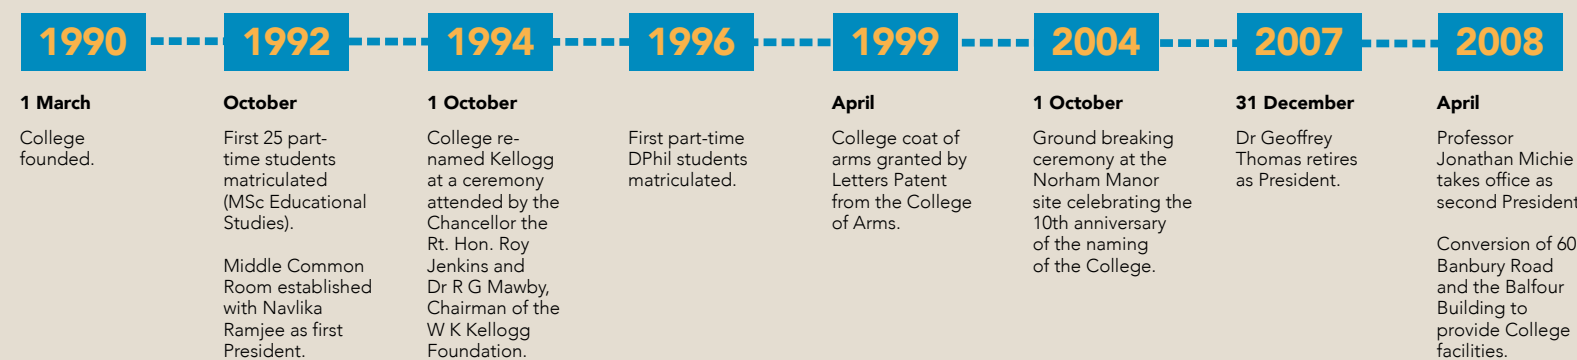 1990
1 March
College
founded.
1992
October
First 25 part-
time students
matriculated
(MSc Educational
Studies).
Middle Common
Room established
with Navlika
Ramjee as first
President.
1994
1 October
College re-
named Kellogg
at a ceremony
attended by the
Chancellor the
Rt. Hon. Roy
Jenkins and
Dr R G Mawby,
Chairman of the
W K Kellogg
Foundation.
1996
First part-time
DPhil students
matriculated.
1999
April
College coat of
arms granted by
Letters Patent
from the College
of Arms.
2004
1 October
Ground breaking
ceremony at the
Norham Manor
site celebrating the
10th anniversary
of the naming
of the College.
2007
31 December
Dr Geoffrey
Thomas retires
as President.
2008
April
Professor
Jonathan Michie
takes office as
second President
Conversion of 60
Banbury Road
and the Balfour
Building to
provide College
facilities.